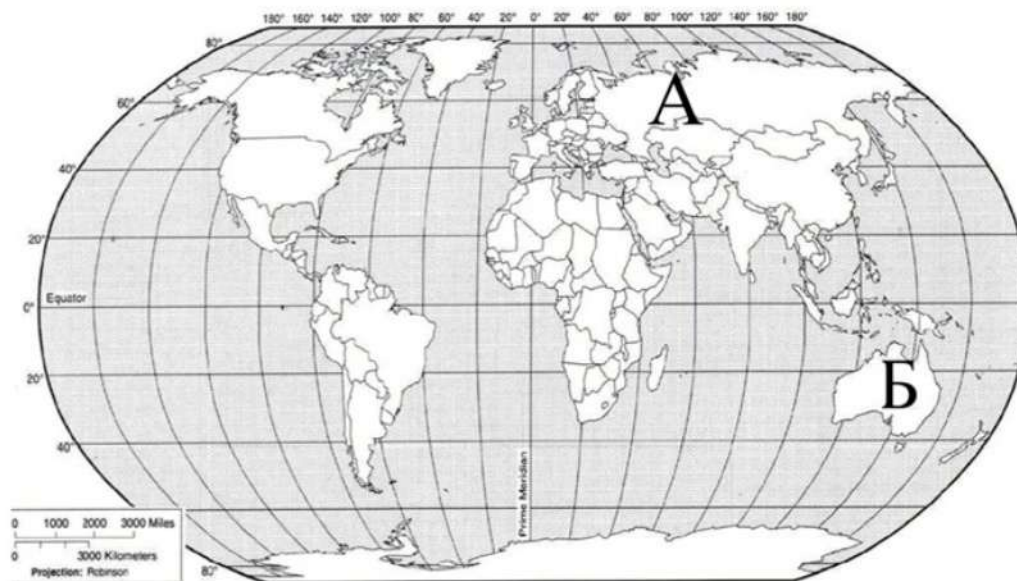 180° 160° 140° 120° 100° 80° 60° 40° 20° 0° 20° 40° 60° 80° 100° 120° 140° 160° 180°
80°
60°
А
40°
20°
Equator
0°
20°
Б
40°
Prime Meridian
0 1000 2000 3000 Miles
0 3000 Kilometers
Projection: Robinson
80°